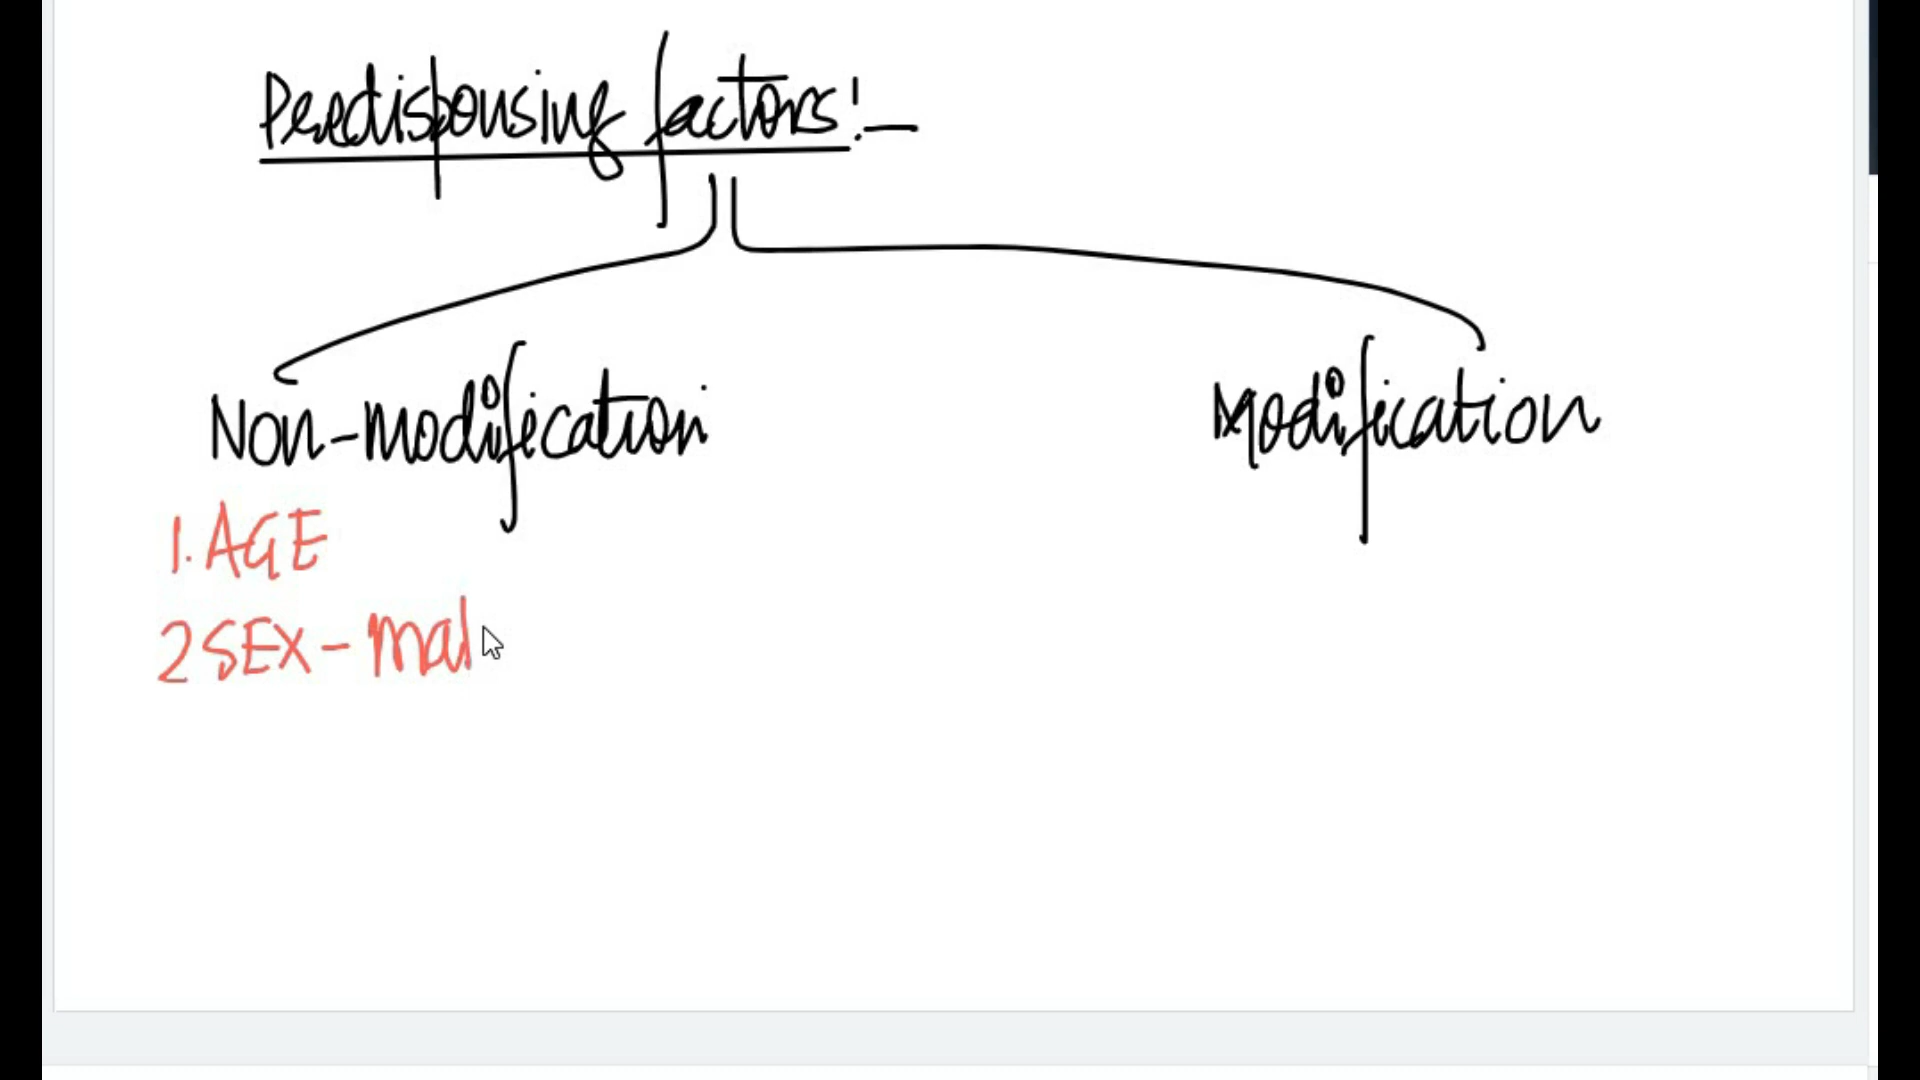 Predisposing factors:-
Non-modification Modification
1. AGE
2 SEX - mal